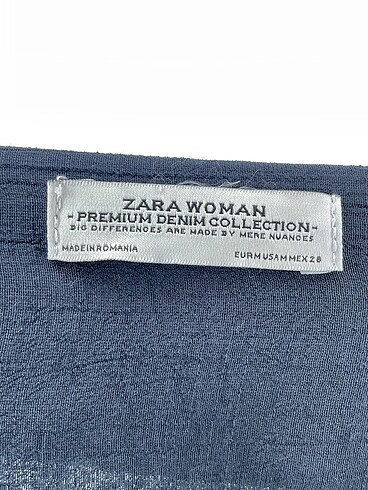 ZARA WOMAN
-PREMIUM DENIM COLLECTION-
BIG DIFFERENCES ARE MADE BY MERE NUANCES
MADE IN ROMANIA EUR M USA M MEX 28